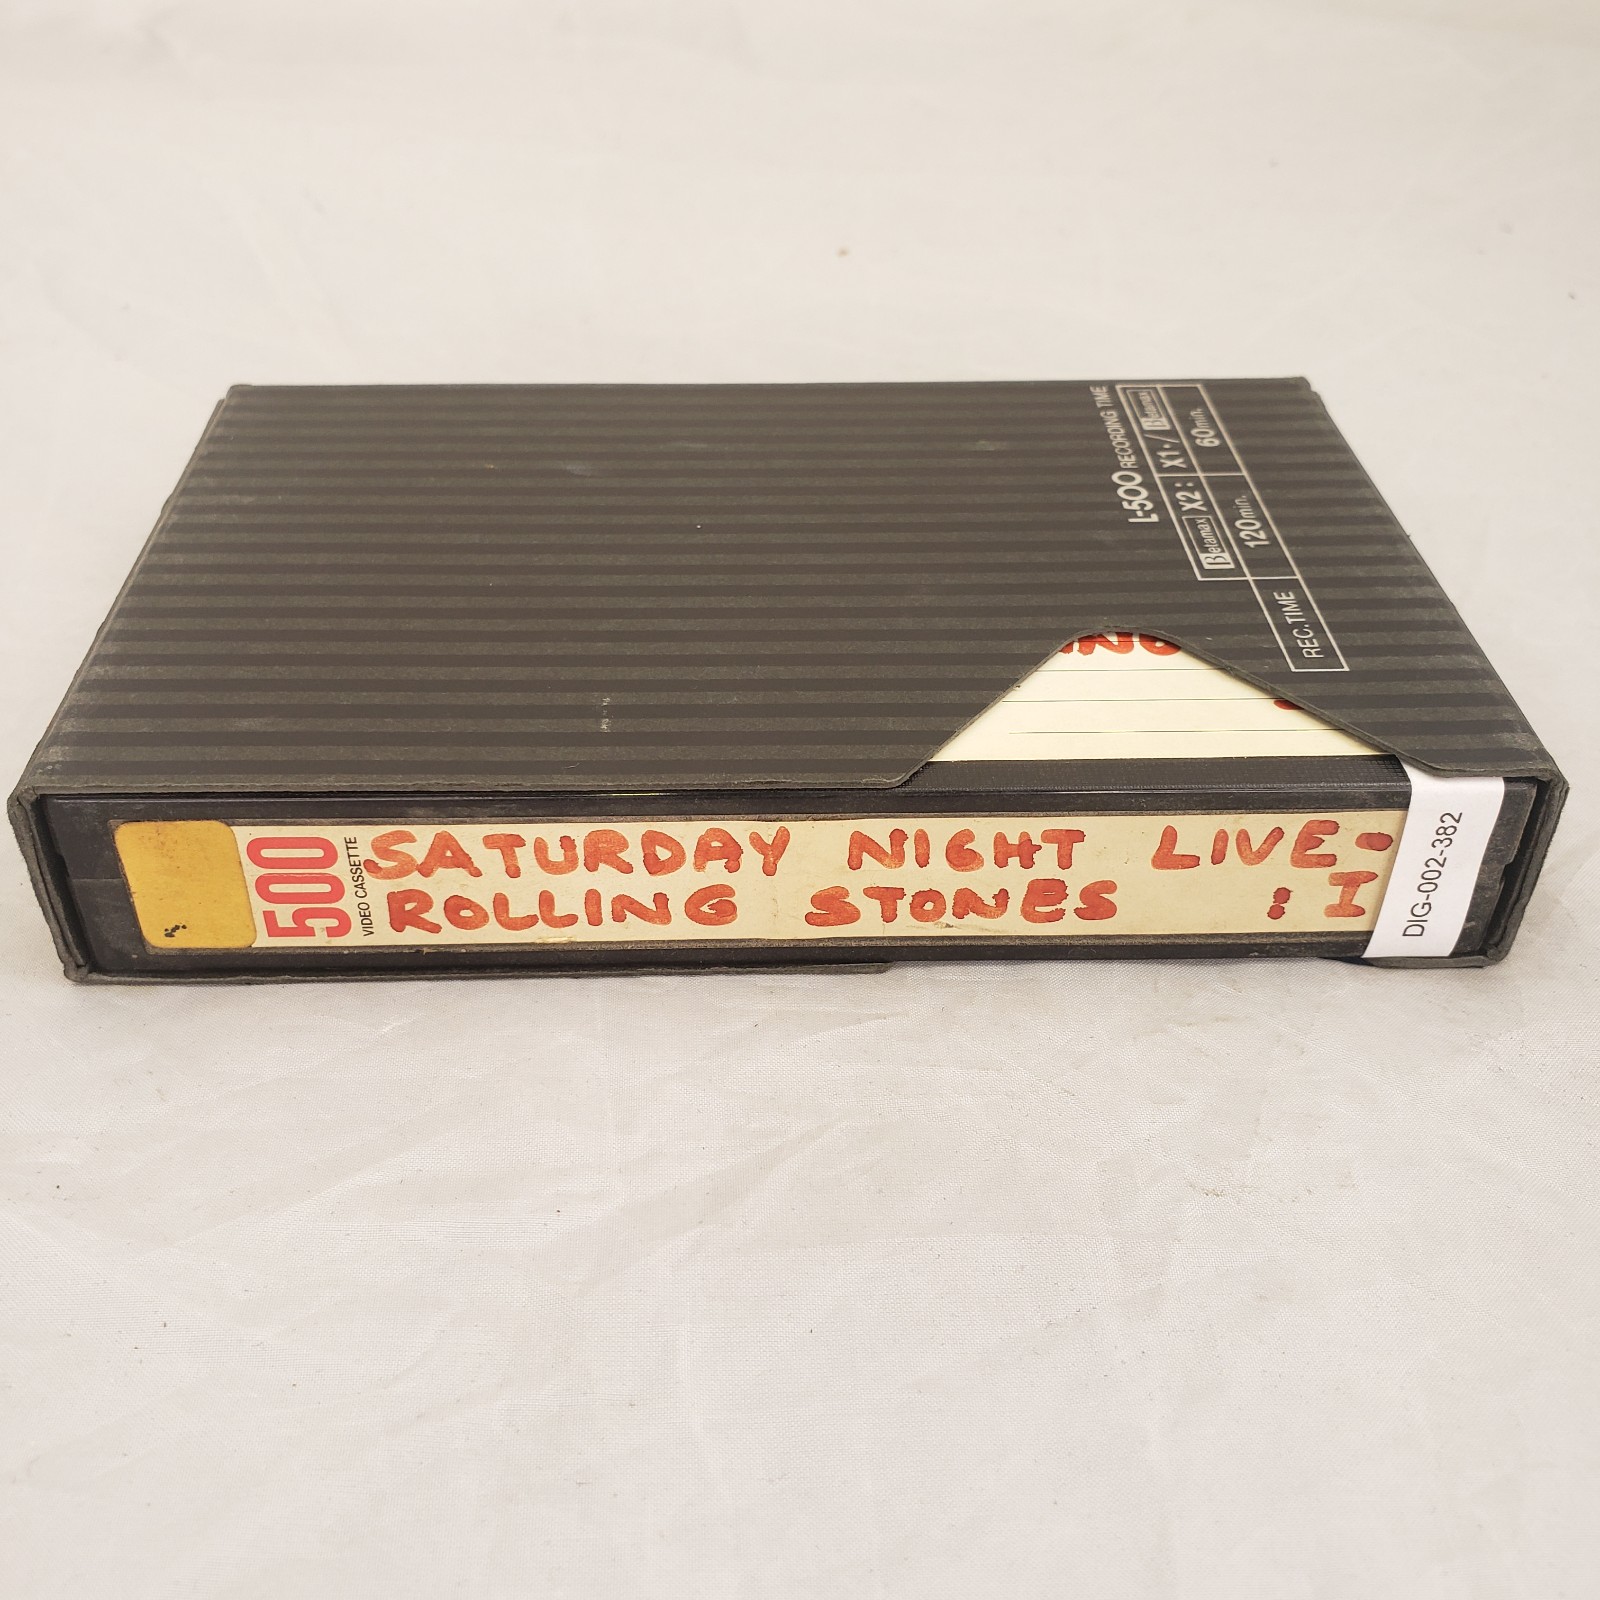 L-500 RECORDING TIME
Betamax X2: X1·/ Betamax
REC.TIME 120min. 60min.
500
VIDEO CASSETTE
SATURDAY NIGHT LIVE·
ROLLING STONES : I
DIG-002-382